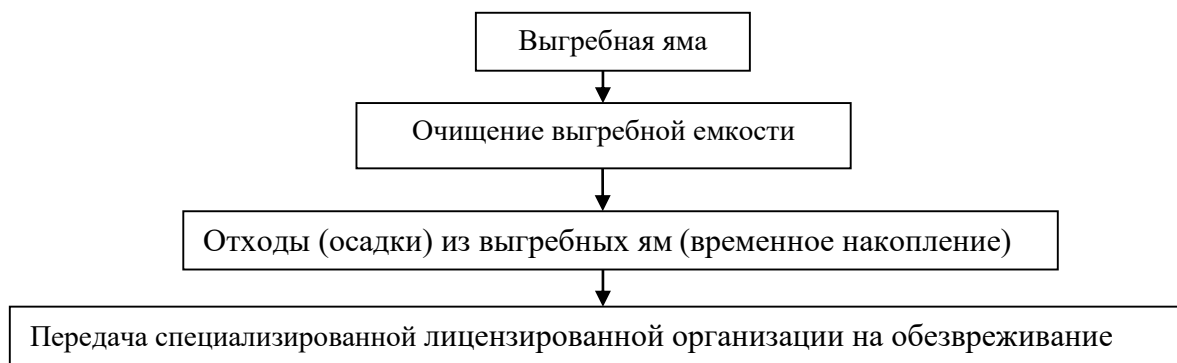 Выгребная яма
Очищение выгребной емкости
Отходы (осадки) из выгребных ям (временное накопление)
Передача специализированной лицензированной организации на обезвреживание